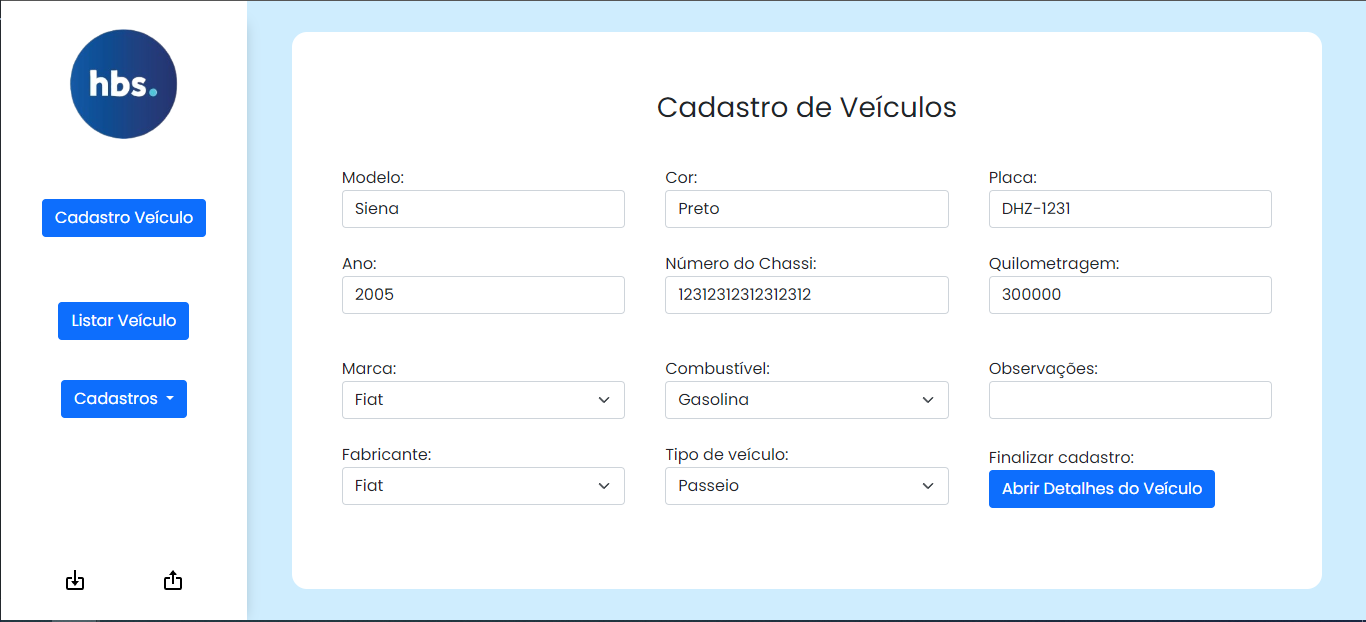 hbs.
Cadastro Veículo
Listar Veículo
Cadastros
Cadastro de Veículos
Modelo:
Siena
Cor:
Preto
Placa:
DHZ-1231
Ano:
2005
Número do Chassi:
12312312312312312
Quilometragem:
300000
Marca:
Fiat
Combustível:
Gasolina
Observações:
Fabricante:
Fiat
Tipo de veículo:
Passeio
Finalizar cadastro:
Abrir Detalhes do Veículo